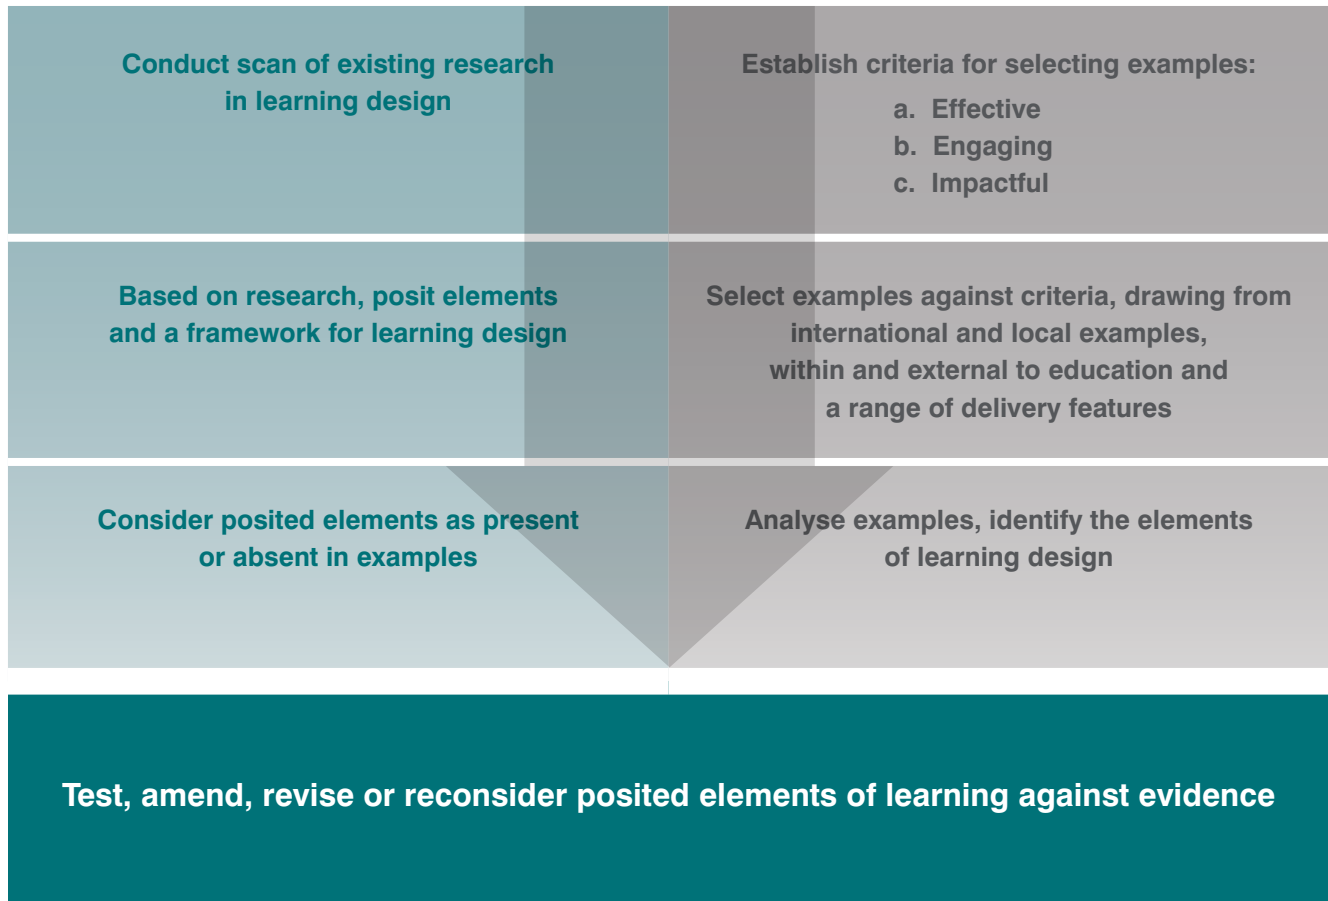 Conduct scan of existing research
in learning design
Establish criteria for selecting examples:
a. Effective
b. Engaging
c. Impactful
Based on research, posit elements
and a framework for learning design
Select examples against criteria, drawing from
international and local examples,
within and external to education and
a range of delivery features
Consider posited elements as present
or absent in examples
Analyse examples, identify the elements
of learning design
Test, amend, revise or reconsider posited elements of learning against evidence